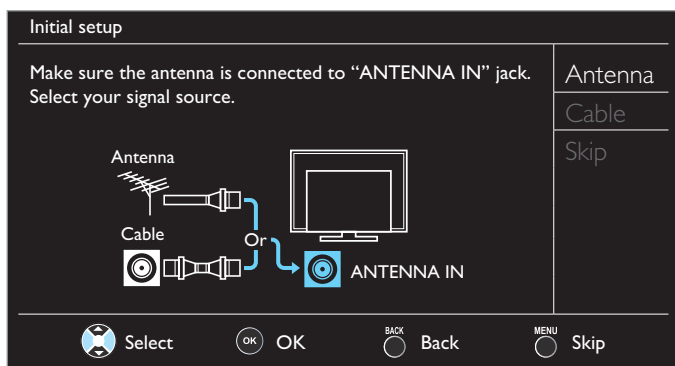 Initial setup
Make sure the antenna is connected to “ANTENNA IN” jack.
Select your signal source.
Antenna
Cable
Skip
Antenna
Cable
Or
ANTENNA IN
Select
OK OK
BACK Back
MENU Skip